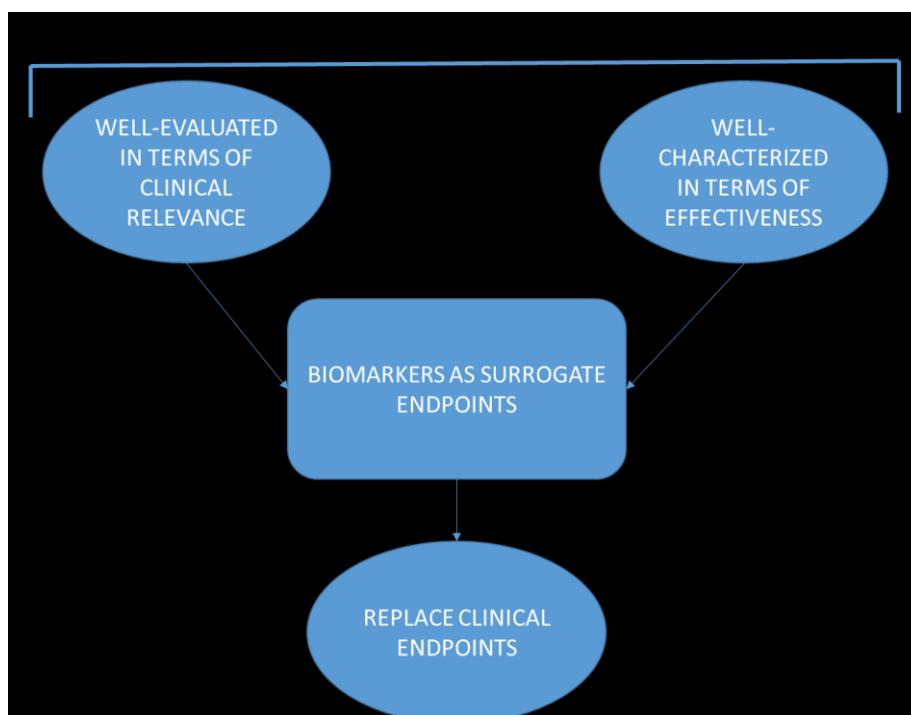 WELL-EVALUATED
IN TERMS OF
CLINICAL
RELEVANCE
WELL-
CHARACTERIZED
IN TERMS OF
EFFECTIVENESS
BIOMARKERS AS SURROGATE
ENDPOINTS
REPLACE CLINICAL
ENDPOINTS